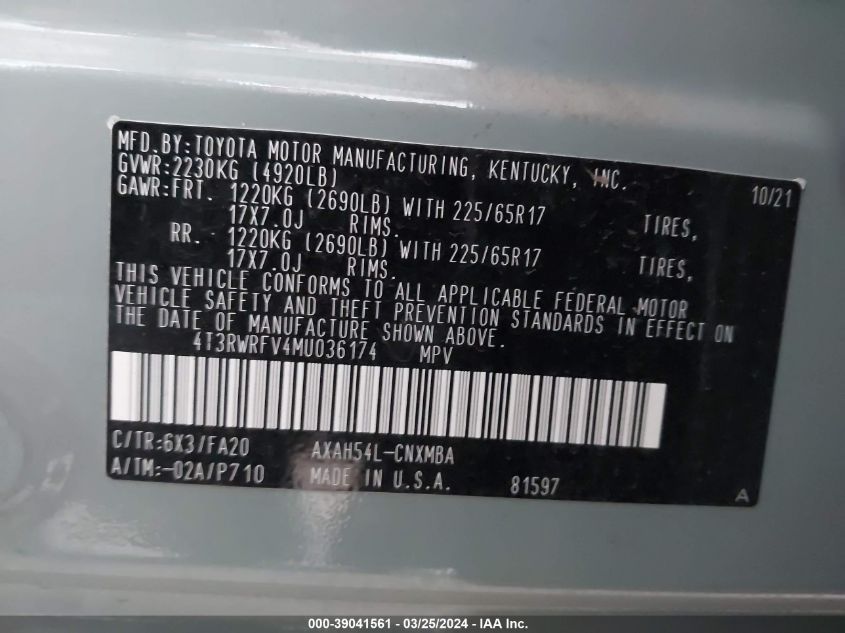 MFD.BY:TOYOTA MOTOR MANUFACTURING, KENTUCKY, INC. 10/21
GVWR:2230KG (4920LB)
GAWR:FRT. 1220KG (2690LB) WITH 225/65R17 TIRES,
17X7.0J RIMS.
RR. 1220KG (2690LB) WITH 225/65R17 TIRES,
17X7.0J RIMS.
THIS VEHICLE CONFORMS TO ALL APPLICABLE FEDERAL MOTOR
VEHICLE SAFETY AND THEFT PREVENTION STANDARDS IN EFFECT ON
THE DATE OF MANUFACTURE SHOWN ABOVE.
4T3RWRFV4MU036174 MPV
C/TR:6X3/FA20 AXAH54L-CNXMBA
A/TM:-02A/P710 MADE IN U.S.A. 81597 A
000-39041561 - 03/25/2024 - IAA Inc.